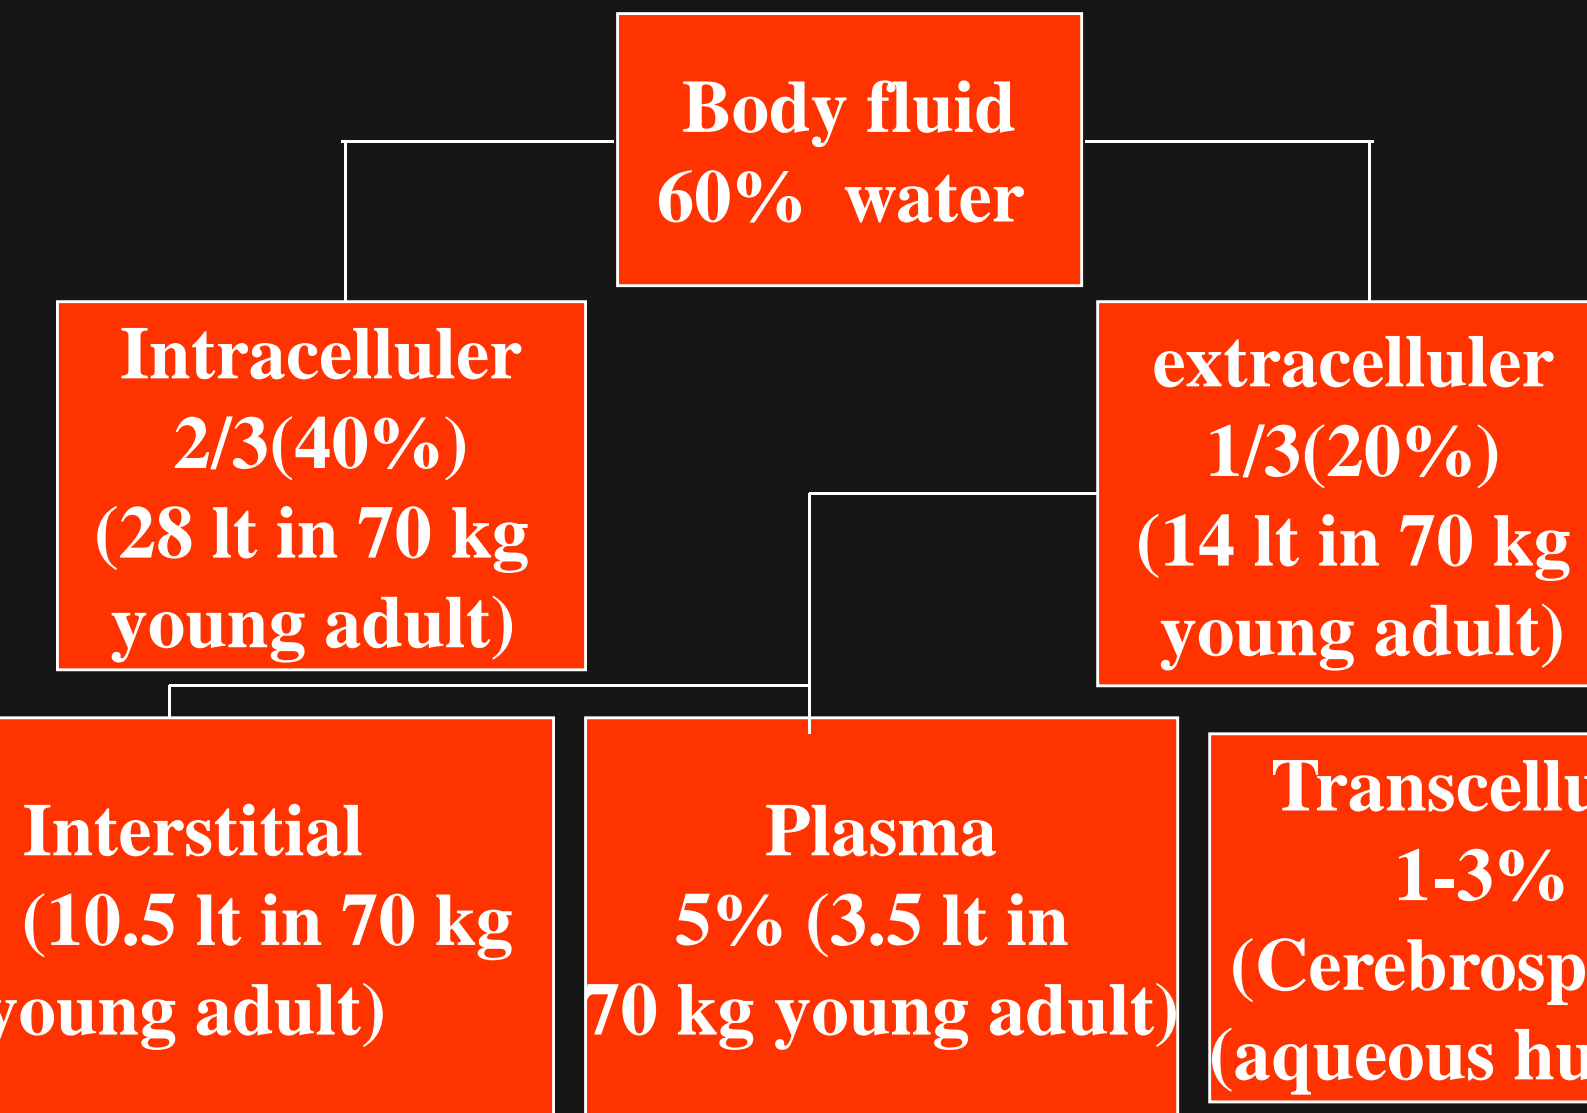 Body fluid
60% water
Intracelluler
2/3(40%)
(28 lt in 70 kg
young adult)
extracelluler
1/3(20%)
(14 lt in 70 kg
young adult)
Interstitial
(10.5 lt in 70 kg
young adult)
Plasma
5% (3.5 lt in
70 kg young adult)
1-3%
(aqueous